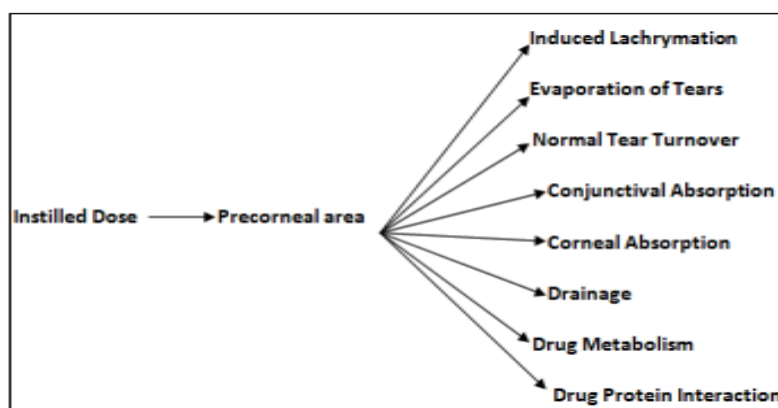 Induced Lachrymation
Evaporation of Tears
Normal Tear Turnover
Conjunctival Absorption
Instilled Dose
Precorneal area
Corneal Absorption
Drainage
Drug Metabolism
Drug Protein Interaction